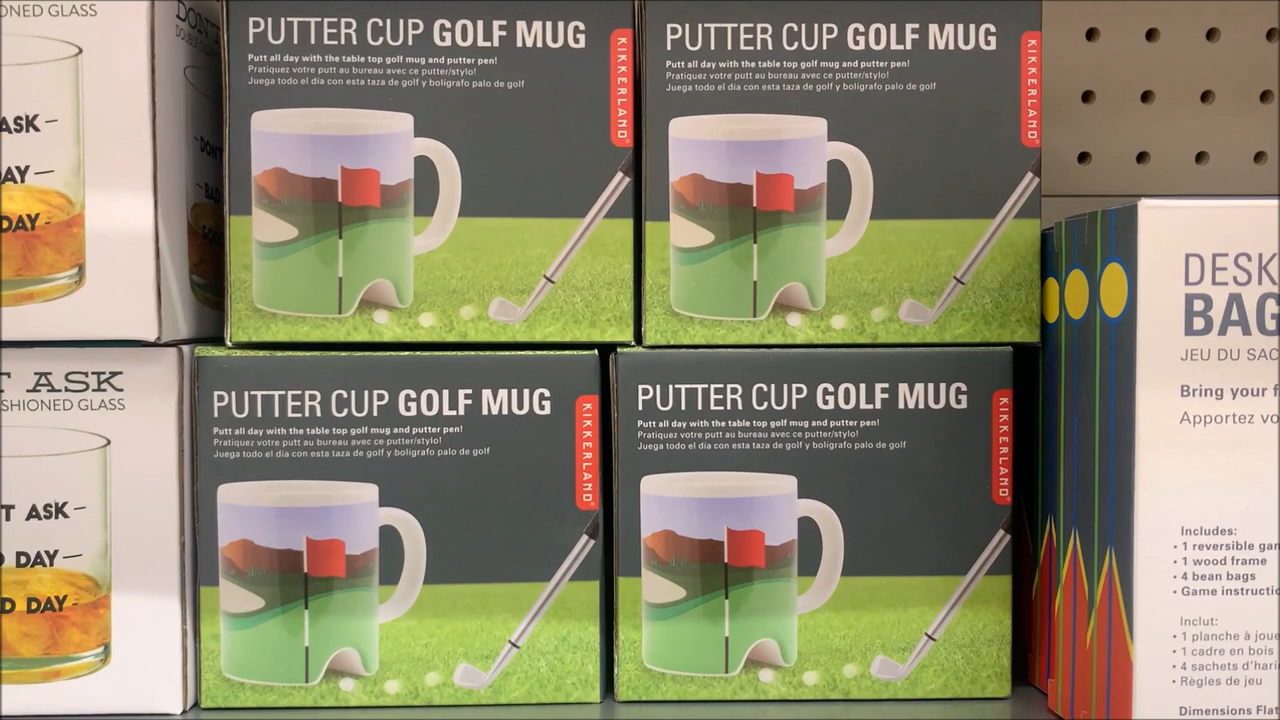 ONED GLASS
ASK
AY
DAY
DON'T
PUTTER CUP GOLF MUG
Putt all day with the table top golf mug and putter pen!
Pratiquez votre putt au bureau avec ce putter/stylo!
Juega todo el día con esta taza de golf y bolígrafo palo de golf
KIKKERLAND
PUTTER CUP GOLF MUG
Putt all day with the table top golf mug and putter pen!
Pratiquez votre putt au bureau avec ce putter/stylo!
Juega todo el día con esta taza de golf y bolígrafo palo de golf
KIKKERLAND
T ASK
SHIONED GLASS
T ASK
D DAY
D DAY
PUTTER CUP GOLF MUG
Putt all day with the table top golf mug and putter pen!
Pratiquez votre putt au bureau avec ce putter/stylo!
Juega todo el día con esta taza de golf y bolígrafo palo de golf
KIKKERLAND
PUTTER CUP GOLF MUG
Putt all day with the table top golf mug and putter pen!
Pratiquez votre putt au bureau avec ce putter/stylo!
Juega todo el día con esta taza de golf y bolígrafo palo de golf
KIKKERLAND
DESK
BAG
JEU DU SAC
Bring your f
Apportez vo
Includes:
• 1 reversible gam
• 1 wood frame
• 4 bean bags
• Game instructio
Inclut:
• 1 planche à joue
• 1 cadre en bois
• 4 sachets d'hari
• Règles de jeu
Dimensions Flat